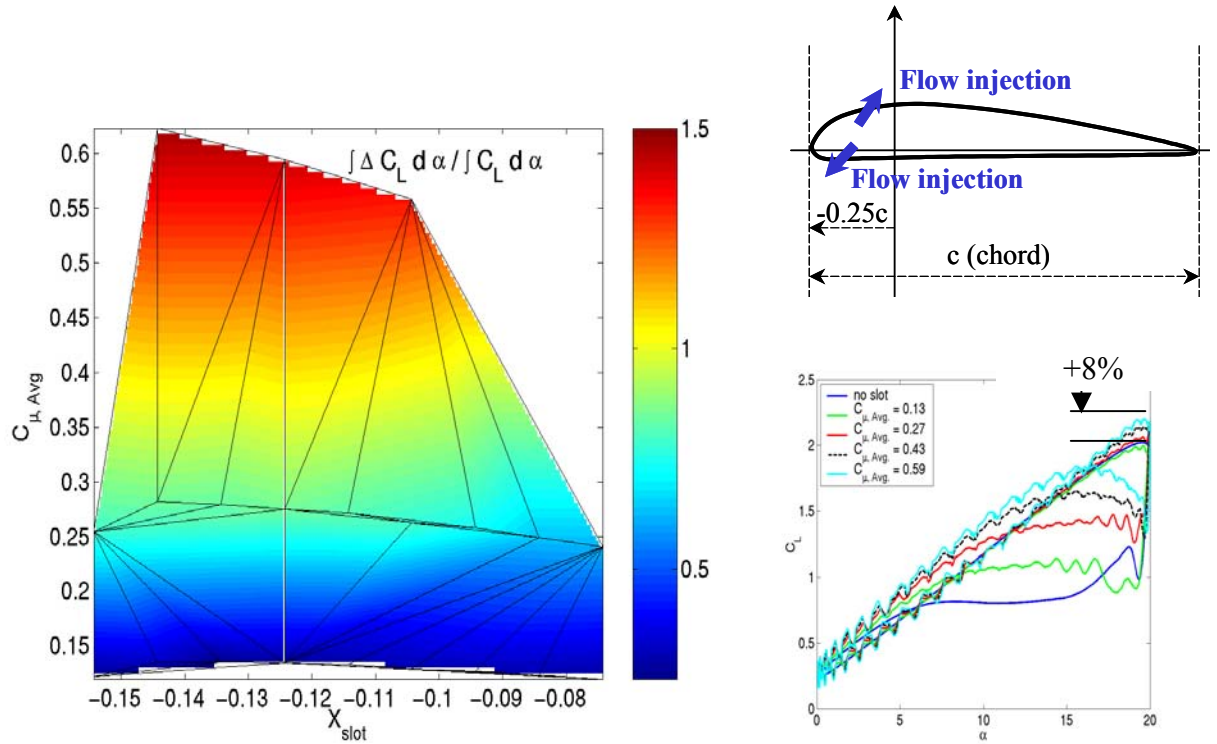 ∫ Δ C_L d α / ∫ C_L d α
0.6
0.55
0.5
0.45
0.4
0.35
0.3
0.25
0.2
0.15
C_μ, Avg
−0.15
−0.14
−0.13
−0.12
−0.11
−0.1
−0.09
−0.08
X_slot
1.5
1
0.5
Flow injection
Flow injection
-0.25c
c (chord)
+8%
no slot
C_μ, Avg. = 0.13
C_μ, Avg. = 0.27
C_μ, Avg. = 0.43
C_μ, Avg. = 0.59
2.5
2
1.5
1
0.5
0
C_L
0
5
10
15
20
α